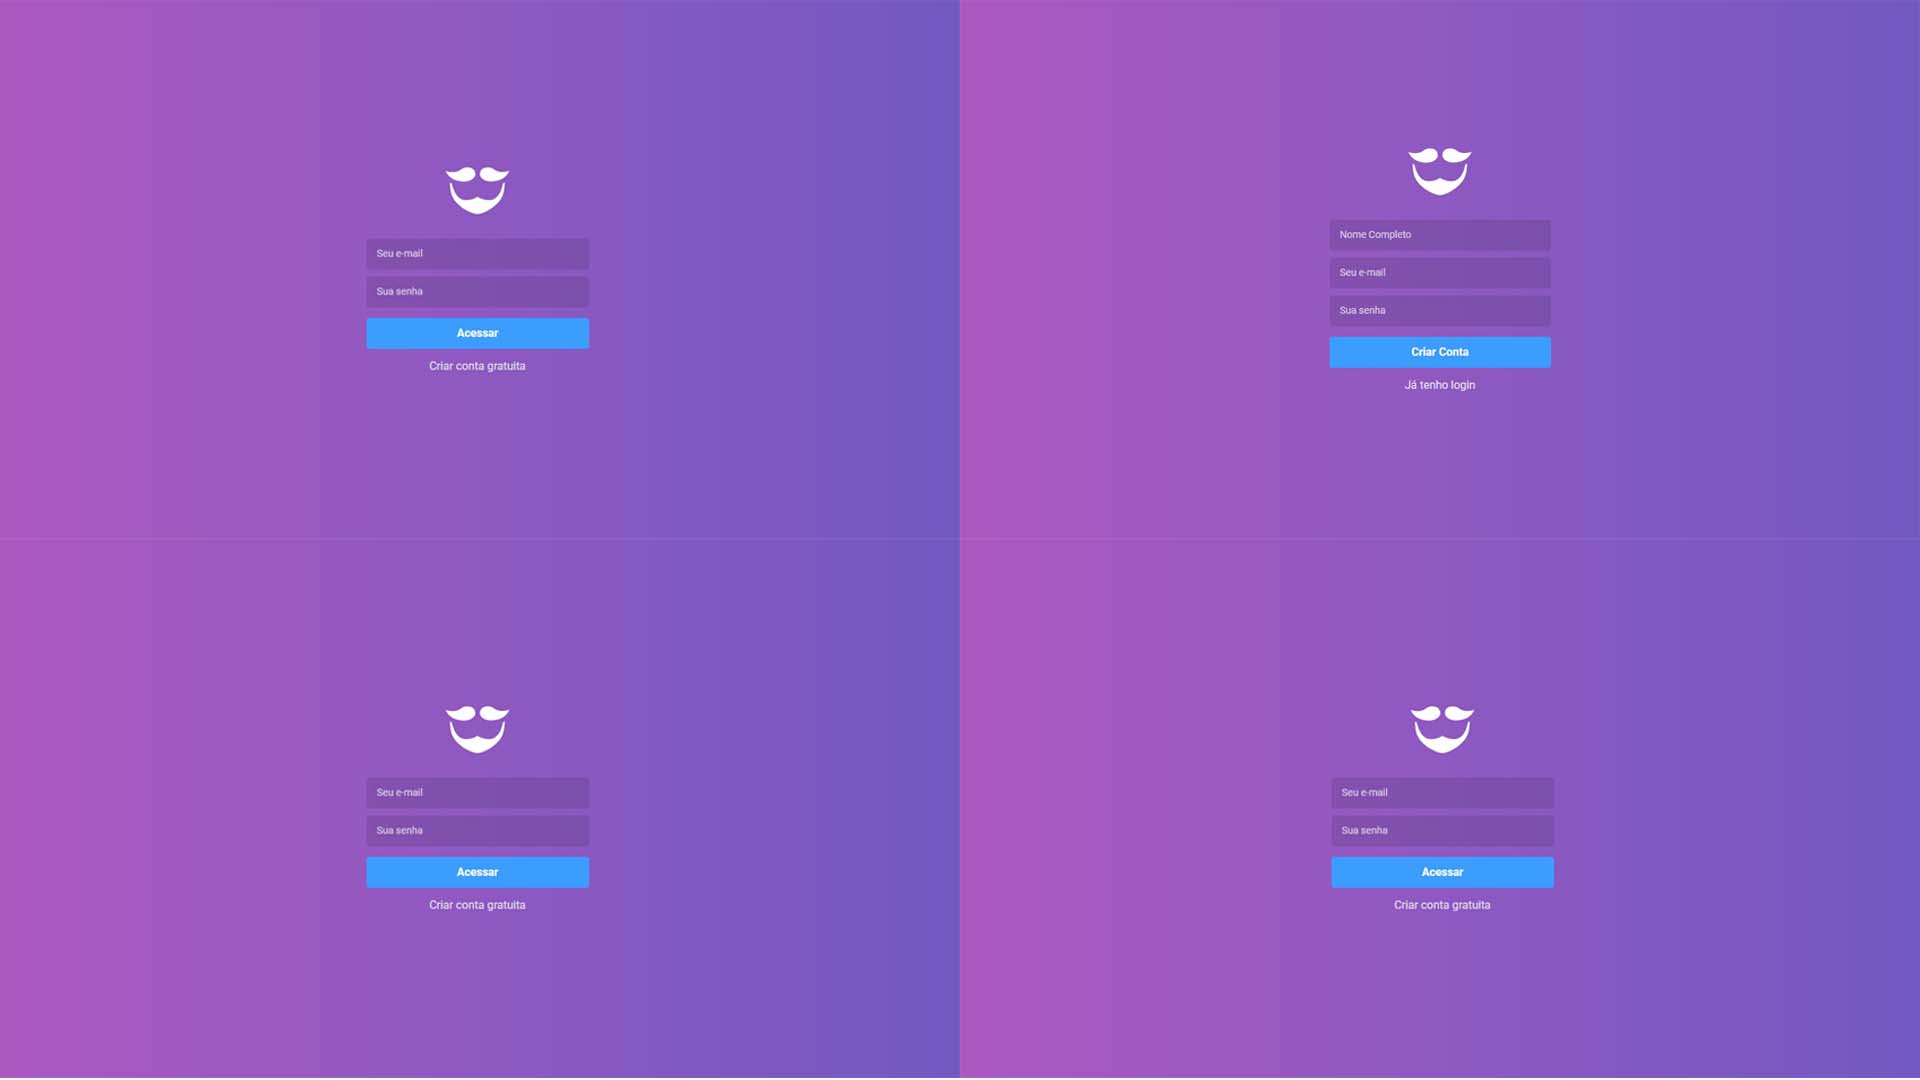 Seu e-mail
Sua senha
Acessar
Criar conta gratuita
Nome Completo
Seu e-mail
Sua senha
Criar Conta
Já tenho login
Seu e-mail
Sua senha
Acessar
Criar conta gratuita
Seu e-mail
Sua senha
Acessar
Criar conta gratuita